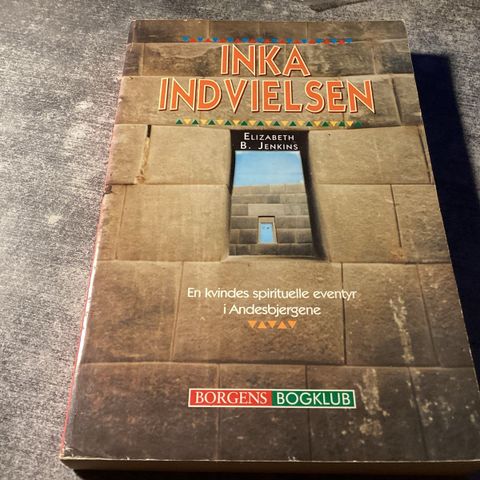 INKA
INDVIELSEN
ELIZABETH
B. JENKINS
En kvindes spirituelle eventyr
i Andesbjergene
BORGENS BOGKLUB